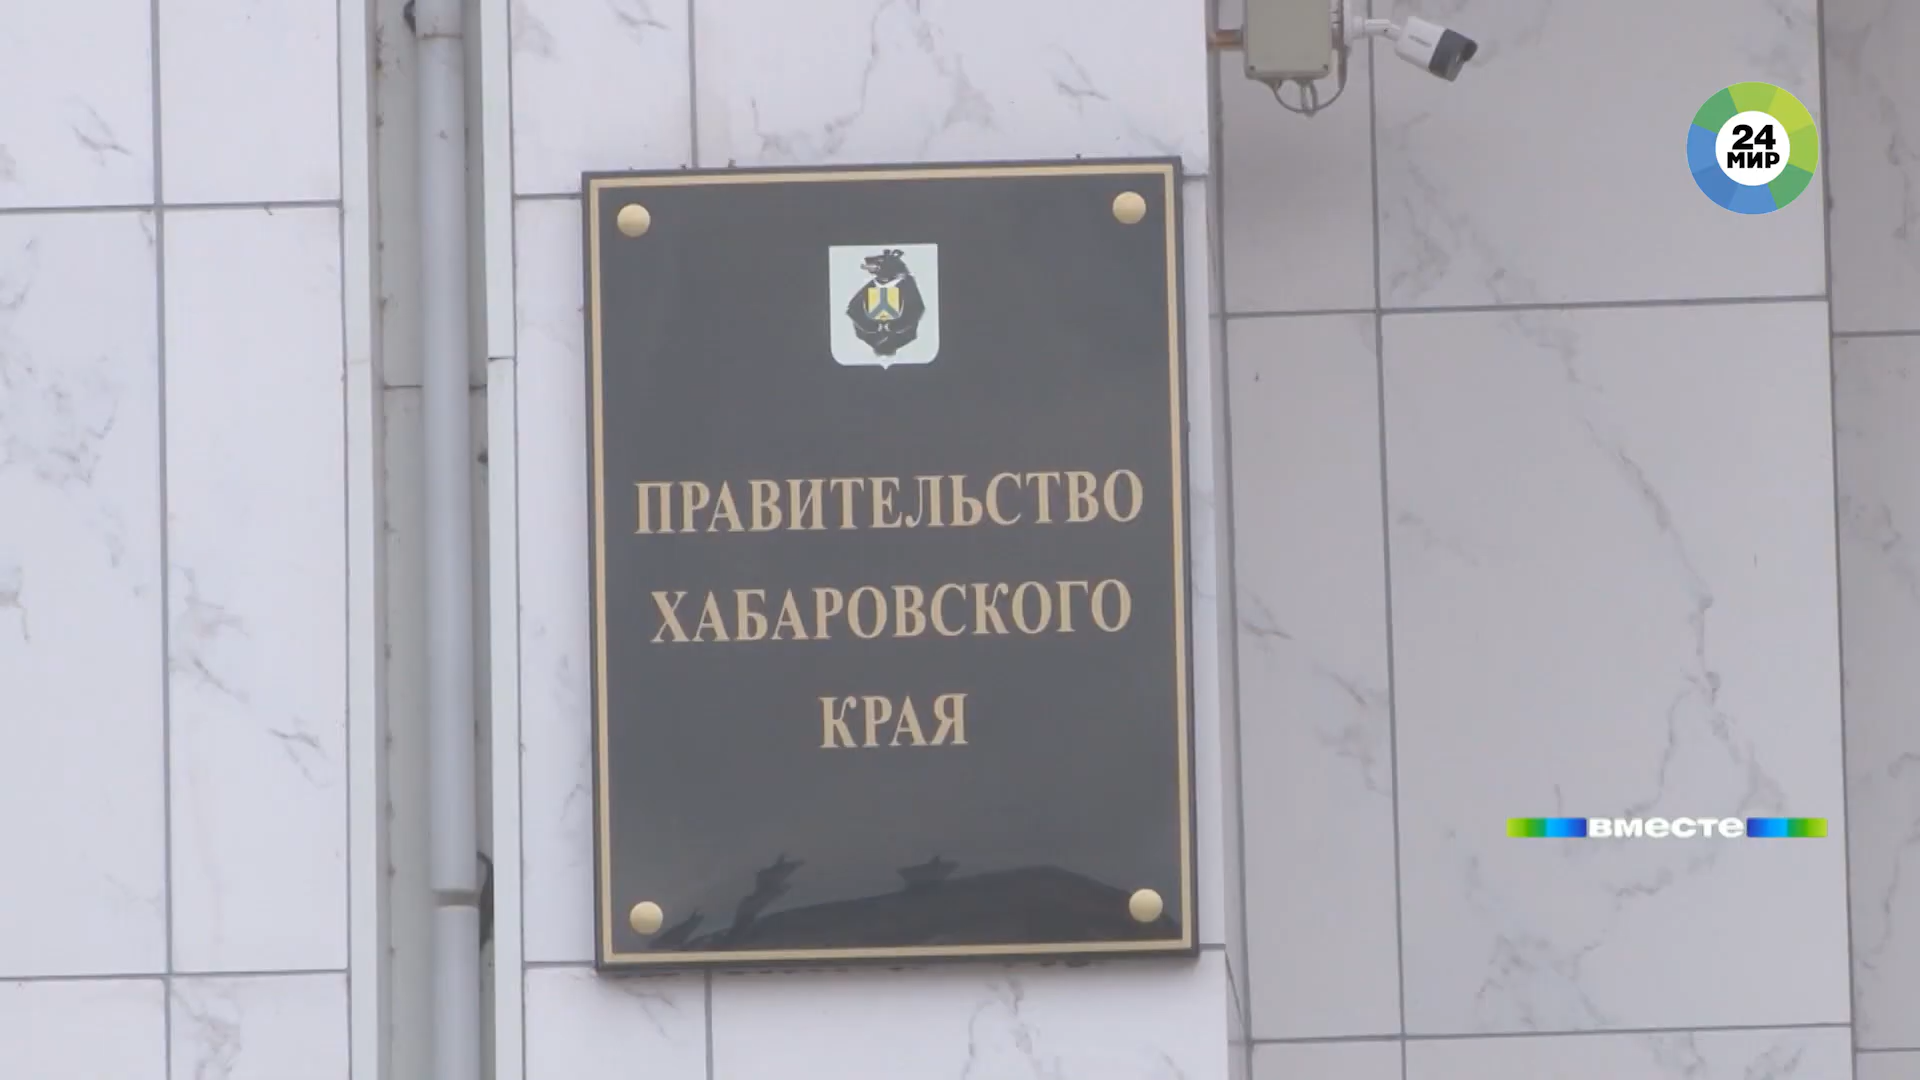 24
МИР
ПРАВИТЕЛЬСТВО
ХАБАРОВСКОГО
КРАЯ
вместе